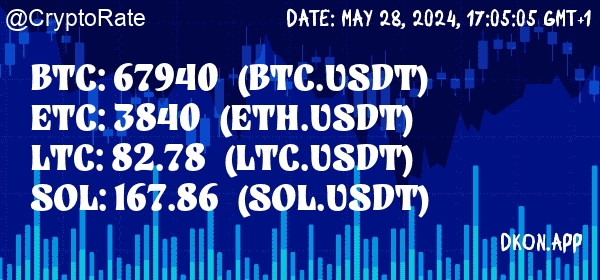 @CryptoRate
DATE: MAY 28, 2024, 17:05:05 GMT+1
BTC: 67940 (BTC.USDT)
ETC: 3840 (ETH.USDT)
LTC: 82.78 (LTC.USDT)
SOL: 167.86 (SOL.USDT)
DKON.APP